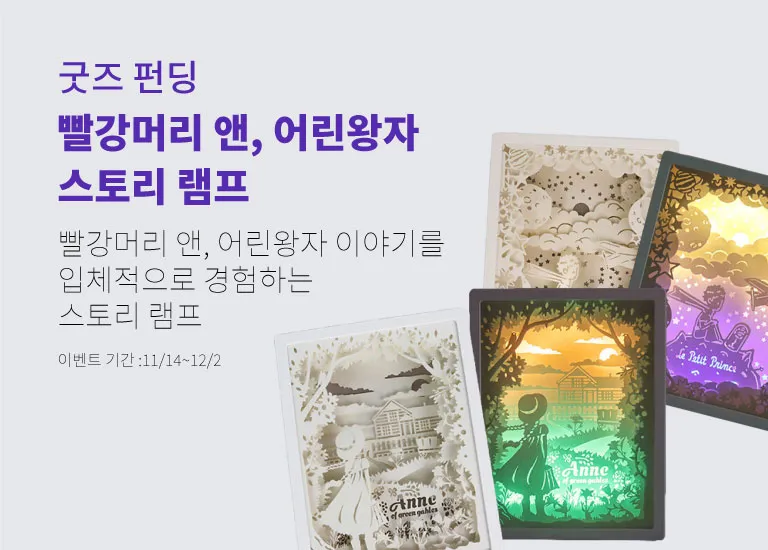 굿즈 펀딩
빨강머리 앤, 어린왕자
스토리 램프
빨강머리 앤, 어린왕자 이야기를
입체적으로 경험하는
스토리 램프
이벤트 기간 :11/14~12/2
le Petit Prince
Anne
of green gables
Anne
of green gables